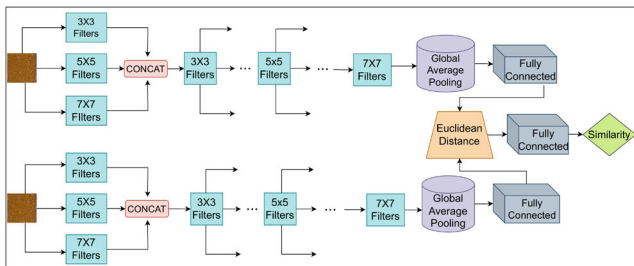 3X3
Filters
5X5
Filters
7X7
Filters
CONCAT
3X3
Filters
...
5x5
Filters
...
7X7
Filters
Global
Average
Pooling
Fully
Connected
Euclidean
Distance
Fully
Connected
Similarity
3X3
Filters
5X5
Filters
7X7
Filters
CONCAT
3X3
Filters
...
5x5
Filters
...
7X7
Filters
Global
Average
Pooling
Fully
Connected